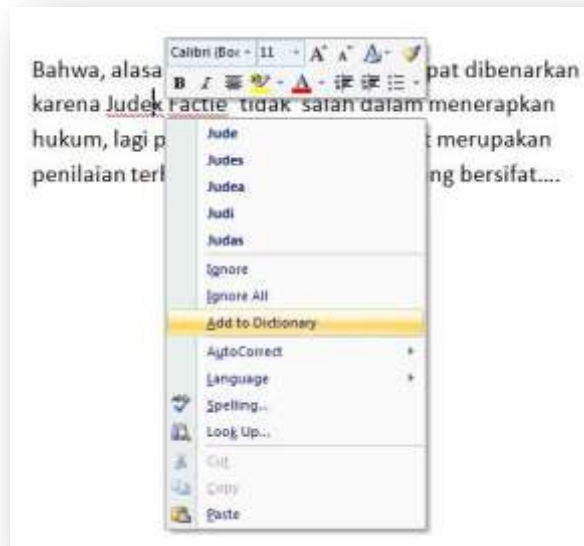 Calibri (Boc 11
Bahwa, alasa pat dibenarkan
karena Judek Factie tidak salah dalam menerapkan
hukum, lagi p t merupakan
penilaian terh ng bersifat....
Jude
Judes
Judea
Judi
Judas
Ignore
Ignore All
Add to Dictionary
AutoCorrect
Language
Spelling...
Look Up...
Cut
Copy
Paste